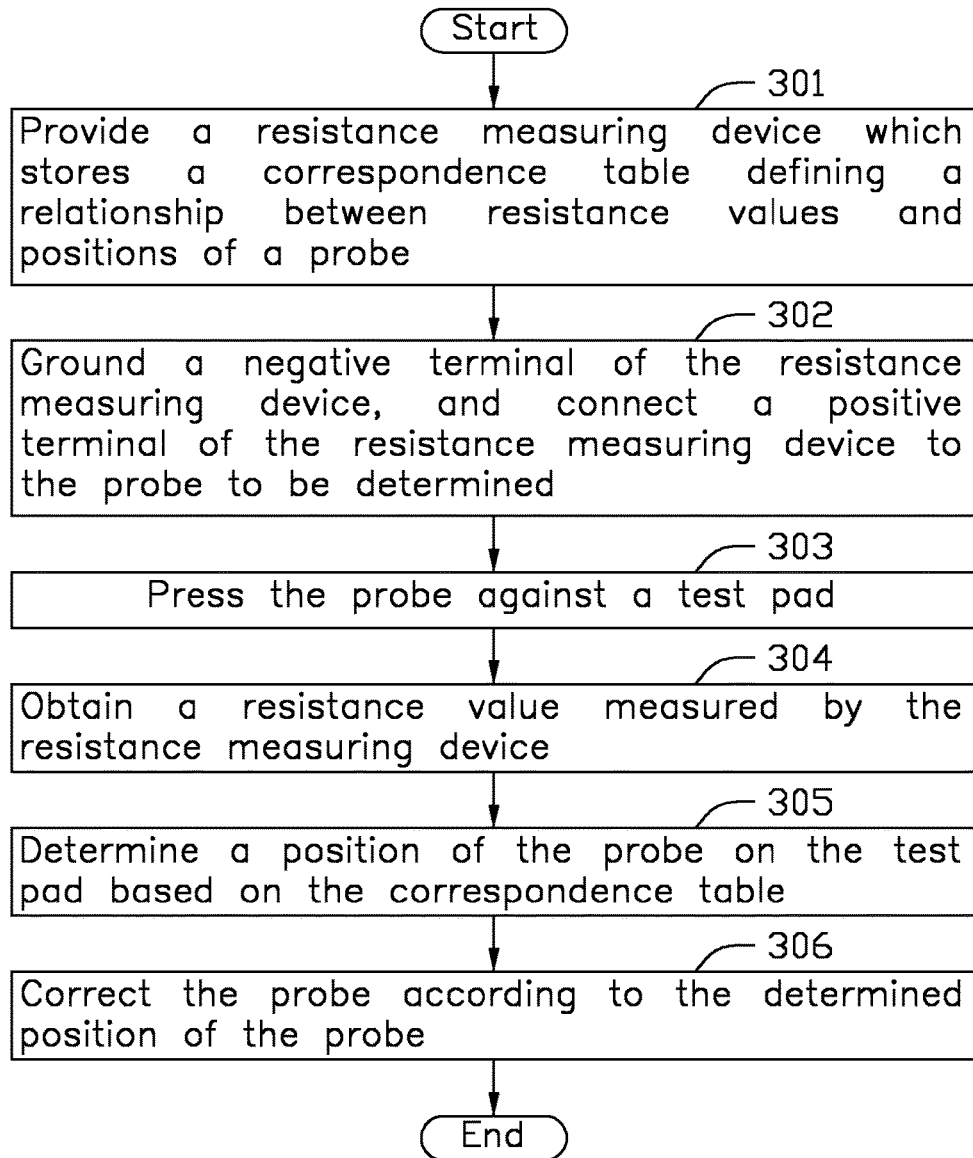 Start
301
Provide a resistance measuring device which
stores a correspondence table defining a
relationship between resistance values and
positions of a probe
302
Ground a negative terminal of the resistance
measuring device, and connect a positive
terminal of the resistance measuring device to
the probe to be determined
303
Press the probe against a test pad
304
Obtain a resistance value measured by the
resistance measuring device
305
Determine a position of the probe on the test
pad based on the correspondence table
306
Correct the probe according to the determined
position of the probe
End